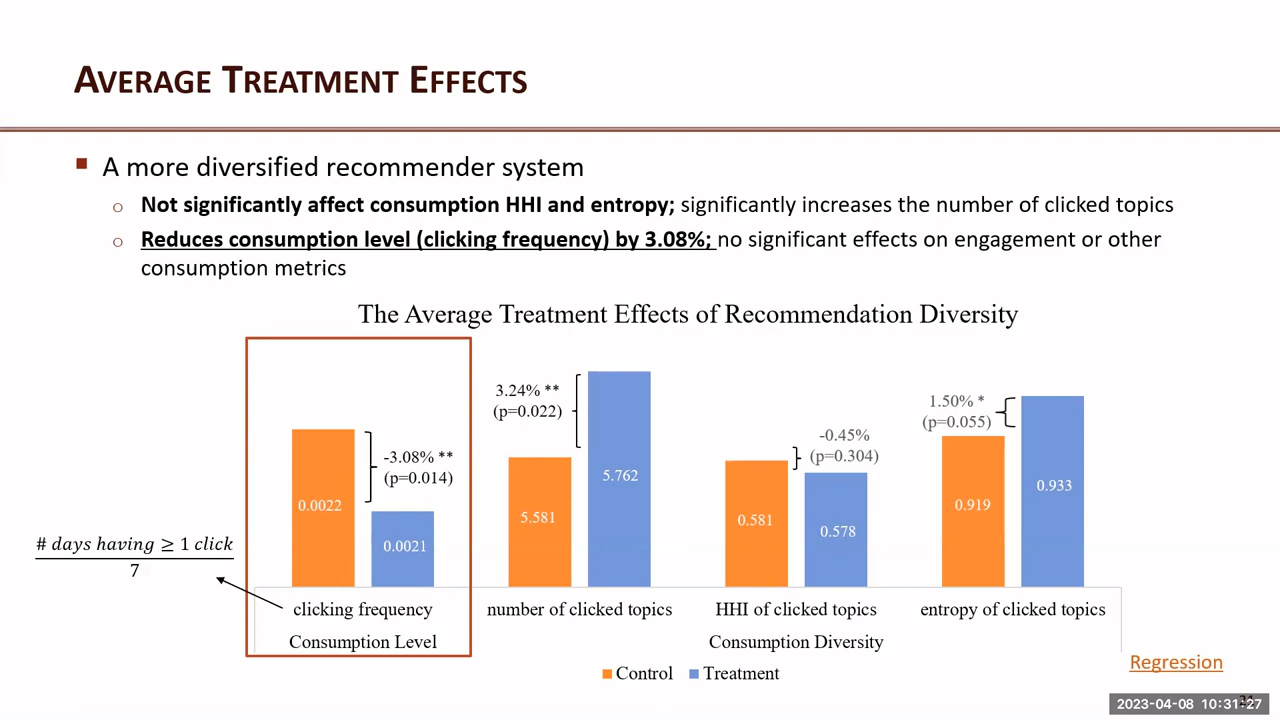 AVERAGE TREATMENT EFFECTS
A more diversified recommender system
Not significantly affect consumption HHI and entropy; significantly increases the number of clicked topics
Reduces consumption level (clicking frequency) by 3.08%; no significant effects on engagement or other
consumption metrics
The Average Treatment Effects of Recommendation Diversity
3.24% **
(p=0.022)
1.50% *
(p=0.055)
-0.45%
(p=0.304)
-3.08% **
(p=0.014)
0.0022
0.0021
5.581
5.762
0.581
0.578
0.919
0.933
# days having ≥ 1 click
7
clicking frequency
number of clicked topics
HHI of clicked topics
entropy of clicked topics
Consumption Level
Consumption Diversity
Control
Treatment
Regression
2023-04-08 10:31:27